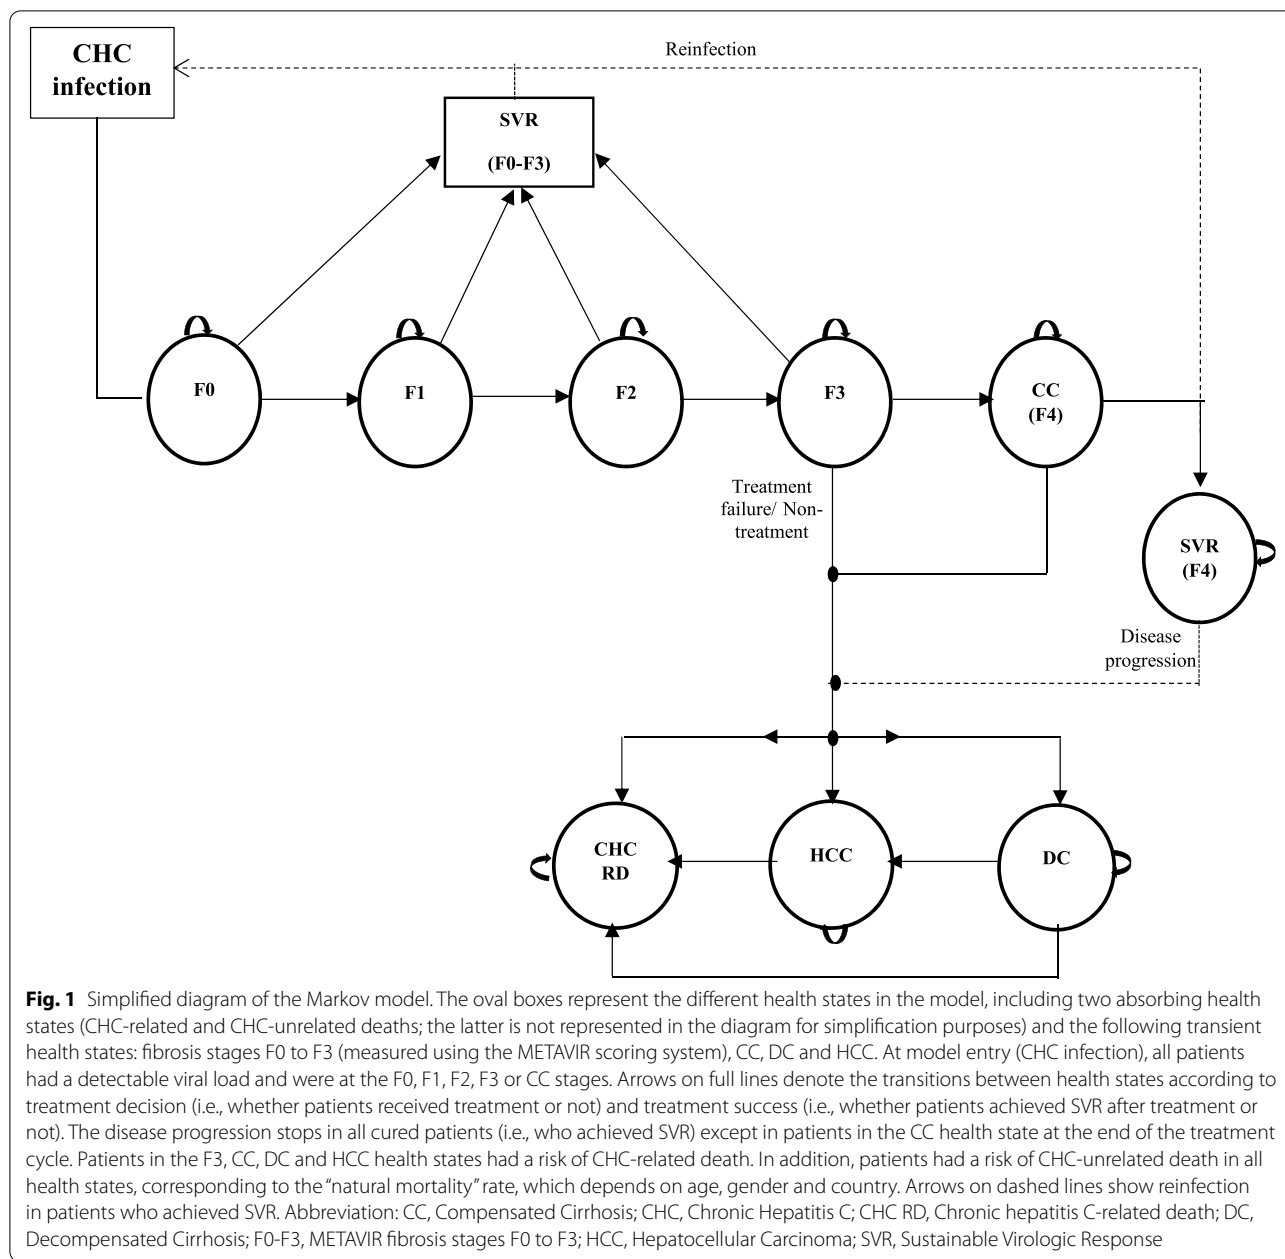 CHC
infection
Reinfection
SVR
(F0-F3)
F0
F1
F2
F3
CC
(F4)
Treatment
failure/ Non-
treatment
SVR
(F4)
Disease
progression
CHC
RD
HCC
DC
Fig. 1 Simplified diagram of the Markov model. The oval boxes represent the different health states in the model, including two absorbing health
states (CHC-related and CHC-unrelated deaths; the latter is not represented in the diagram for simplification purposes) and the following transient
health states: fibrosis stages F0 to F3 (measured using the METAVIR scoring system), CC, DC and HCC. At model entry (CHC infection), all patients
had a detectable viral load and were at the F0, F1, F2, F3 or CC stages. Arrows on full lines denote the transitions between health states according to
treatment decision (i.e., whether patients received treatment or not) and treatment success (i.e., whether patients achieved SVR after treatment or
not). The disease progression stops in all cured patients (i.e., who achieved SVR) except in patients in the CC health state at the end of the treatment
cycle. Patients in the F3, CC, DC and HCC health states had a risk of CHC-related death. In addition, patients had a risk of CHC-unrelated death in all
health states, corresponding to the “natural mortality” rate, which depends on age, gender and country. Arrows on dashed lines show reinfection
in patients who achieved SVR. Abbreviation: CC, Compensated Cirrhosis; CHC, Chronic Hepatitis C; CHC RD, Chronic hepatitis C-related death; DC,
Decompensated Cirrhosis; F0-F3, METAVIR fibrosis stages F0 to F3; HCC, Hepatocellular Carcinoma; SVR, Sustainable Virologic Response